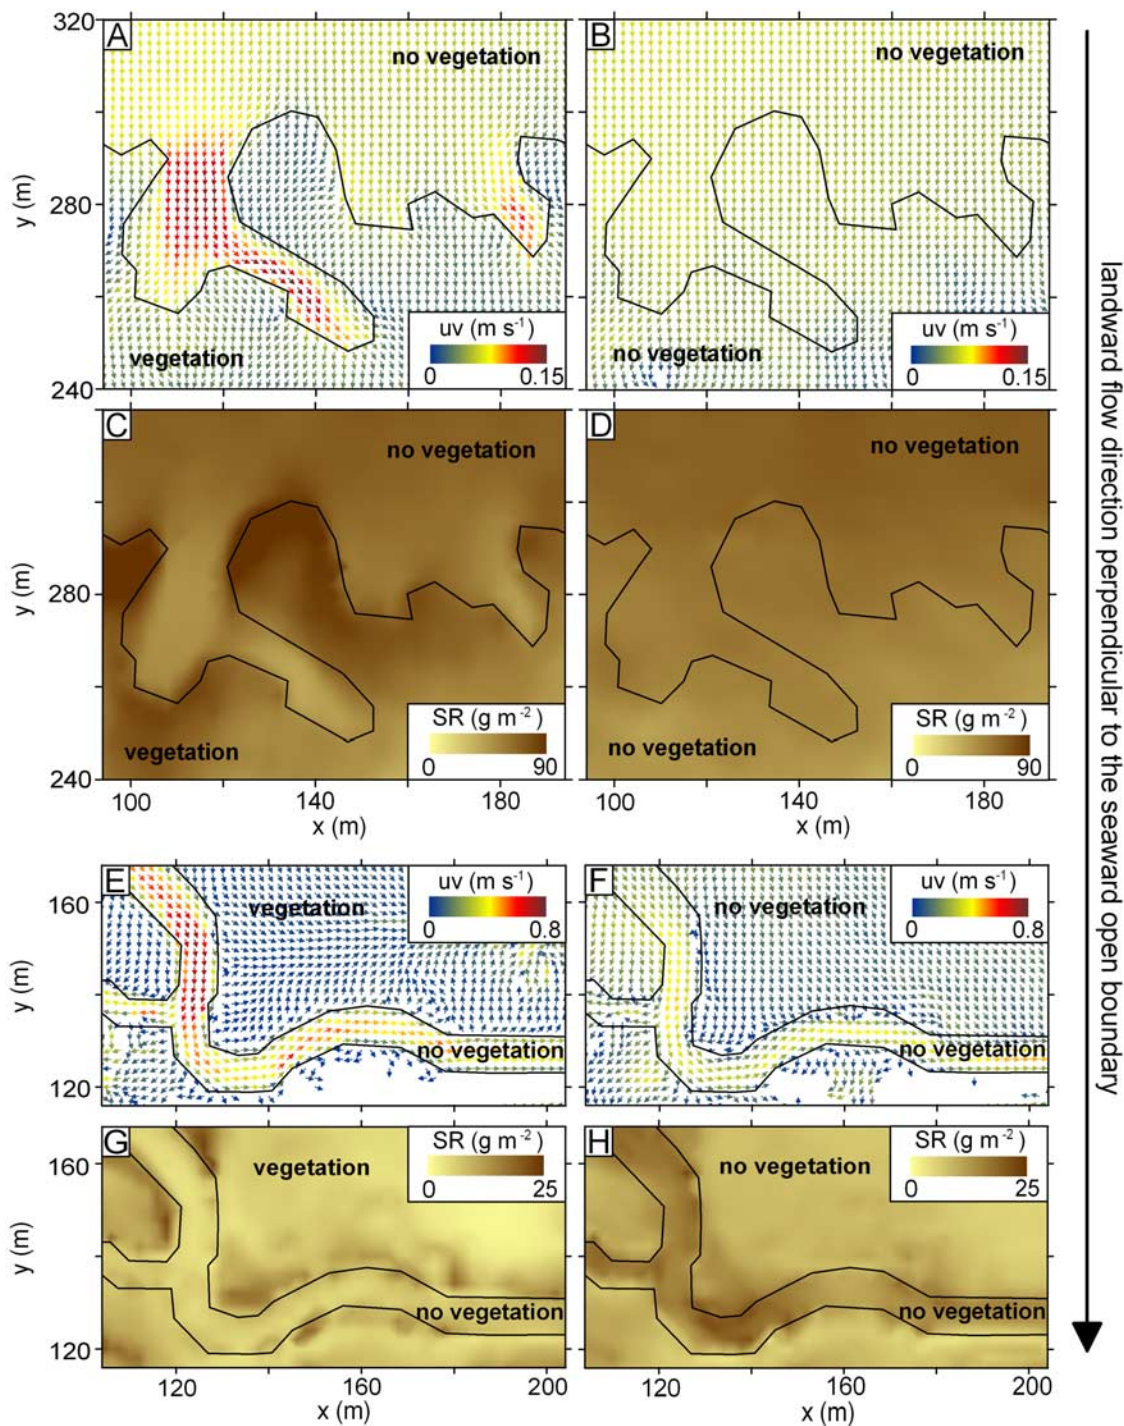 320
A
no vegetation
B
no vegetation
y (m)
280
uv (m s-1)
0 0.15
vegetation
uv (m s-1)
0 0.15
no vegetation
240
C
no vegetation
D
no vegetation
y (m)
280
SR (g m-2)
0 90
vegetation
SR (g m-2)
0 90
no vegetation
240
100 140 180
x (m)
100 140 180
x (m)
E
uv (m s-1)
0 0.8
vegetation
F
uv (m s-1)
0 0.8
no vegetation
160
y (m)
no vegetation
no vegetation
120
G
SR (g m-2)
0 25
vegetation
H
SR (g m-2)
0 25
no vegetation
160
y (m)
no vegetation
no vegetation
120
120 160 200
x (m)
120 160 200
x (m)
landward flow direction perpendicular to the seaward open boundary